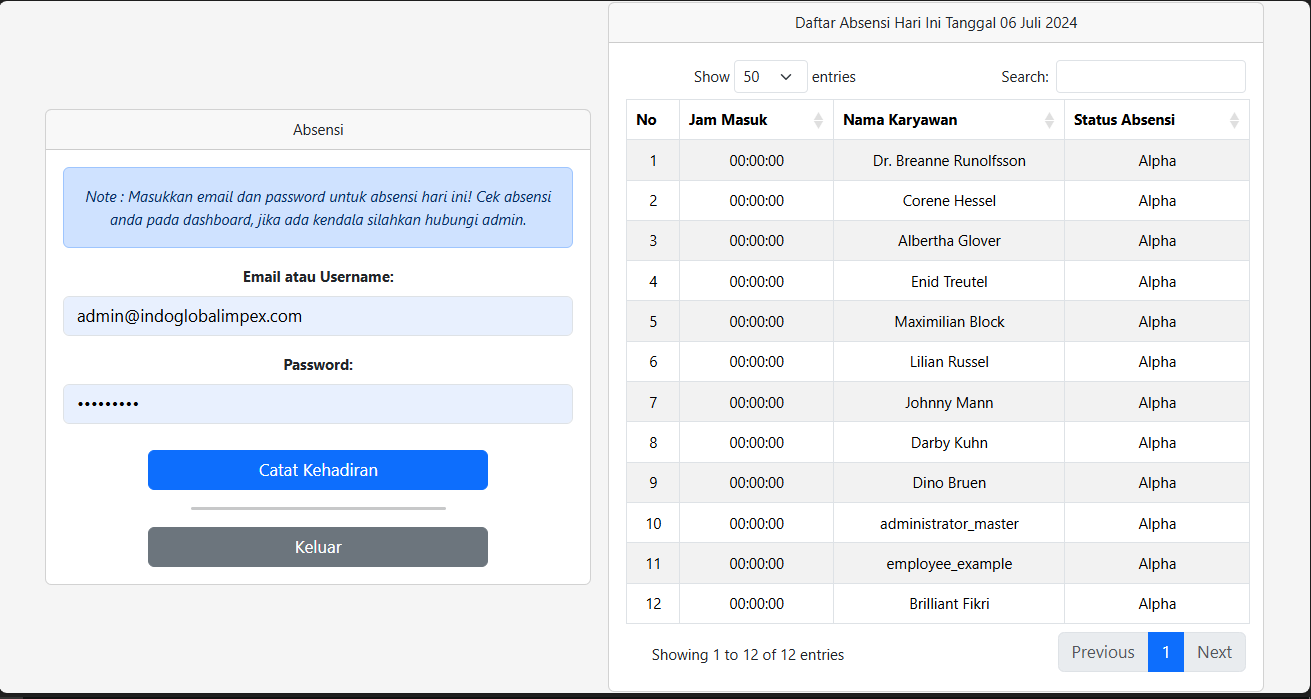 Absensi
Note : Masukkan email dan password untuk absensi hari ini! Cek absensi
anda pada dashboard, jika ada kendala silahkan hubungi admin.
Email atau Username:
admin@indoglobalimpex.com
Password:
•••••••••
Catat Kehadiran
Keluar
Daftar Absensi Hari Ini Tanggal 06 Juli 2024
Show 50 entries Search:
No Jam Masuk Nama Karyawan Status Absensi
1 00:00:00 Dr. Breanne Runolfsson Alpha
2 00:00:00 Corene Hessel Alpha
3 00:00:00 Albertha Glover Alpha
4 00:00:00 Enid Treutel Alpha
5 00:00:00 Maximilian Block Alpha
6 00:00:00 Lilian Russel Alpha
7 00:00:00 Johnny Mann Alpha
8 00:00:00 Darby Kuhn Alpha
9 00:00:00 Dino Bruen Alpha
10 00:00:00 administrator_master Alpha
11 00:00:00 employee_example Alpha
12 00:00:00 Brilliant Fikri Alpha
Showing 1 to 12 of 12 entries Previous 1 Next